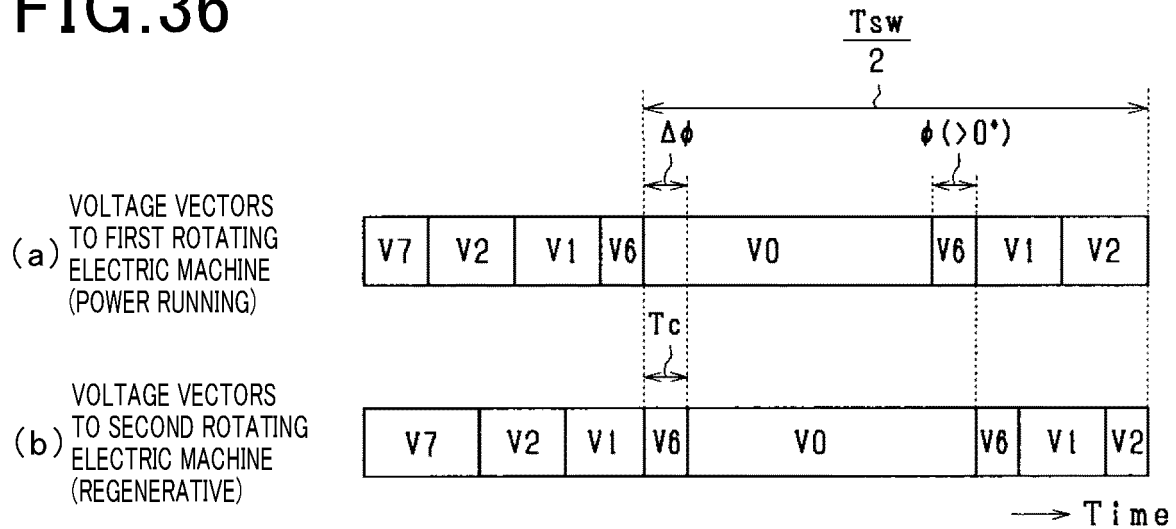 FIG.36
Tsw
2
Δϕ
ϕ(>0°)
(a) VOLTAGE VECTORS
TO FIRST ROTATING
ELECTRIC MACHINE
(POWER RUNNING)
V7 V2 V1 V6 V0 V6 V1 V2
Tc
(b) VOLTAGE VECTORS
TO SECOND ROTATING
ELECTRIC MACHINE
(REGENERATIVE)
V7 V2 V1 V6 V0 V6 V1 V2
Time